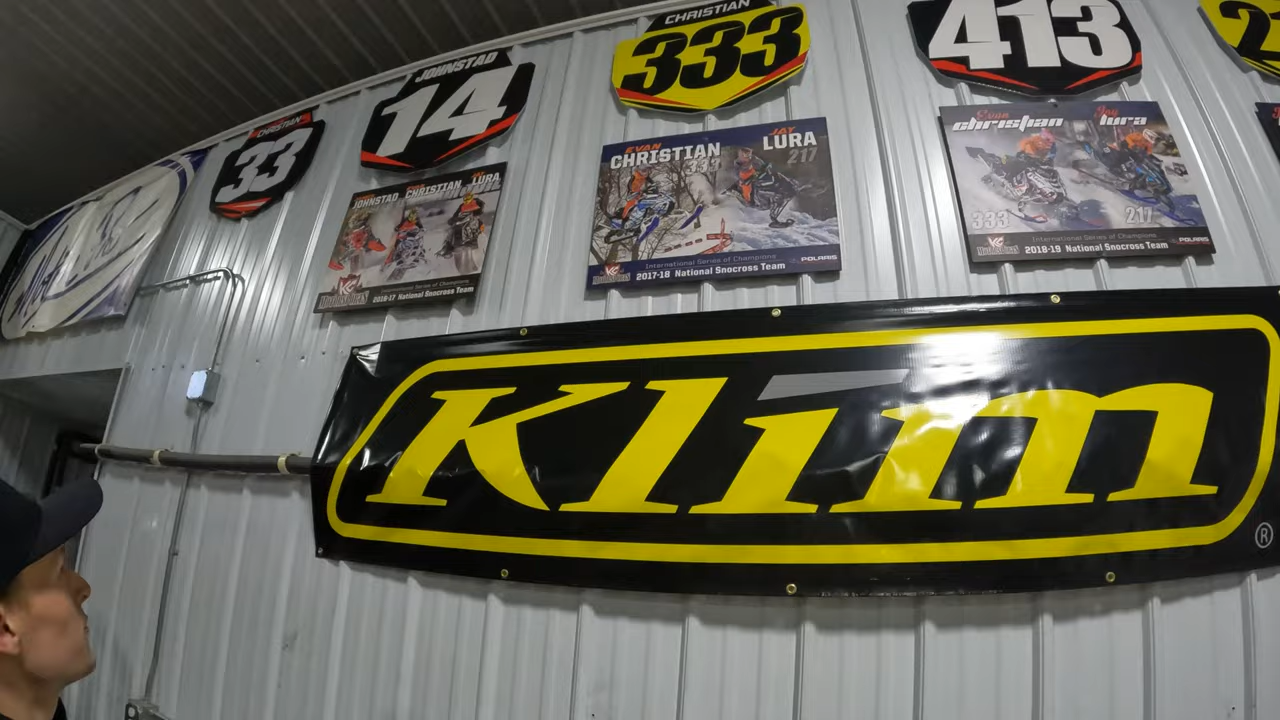 CHRISTIAN
33
JOHNSTAD
14
CHRISTIAN
333
413
2
JOHNSTAD
CHRISTIAN
LURA
2016-17 National Snocross Team
EVAN
CHRISTIAN
333
JAY
LURA
217
International Series of Champions
2017-18 National Snocross Team
POLARIS
Evan
christian
Jay
lura
333
217
International Series of Champions
2018-19 National Snocross Team
POLARIS
Klim
®